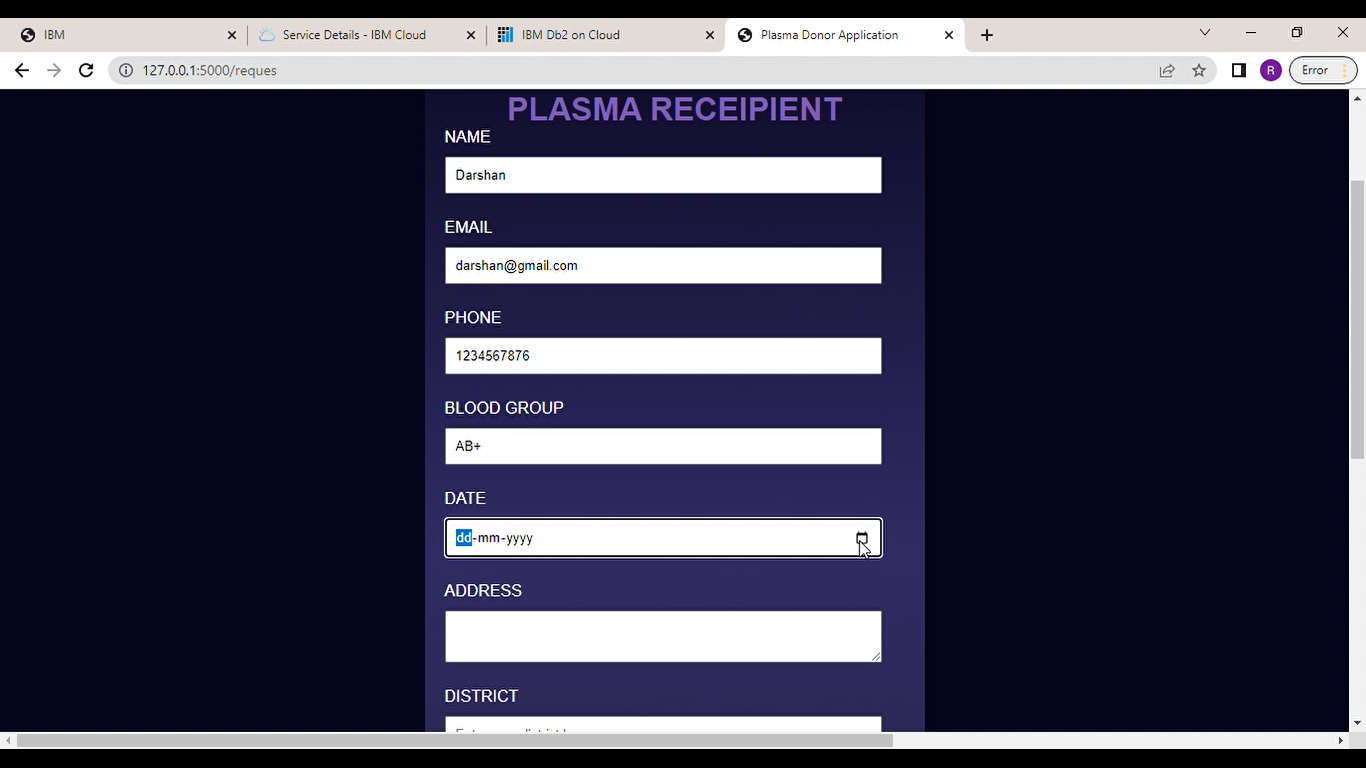 IBM
Service Details - IBM Cloud
IBM Db2 on Cloud
Plasma Donor Application
127.0.0.1:5000/reques
R
Error
PLASMA RECEIPIENT
NAME
Darshan
EMAIL
darshan@gmail.com
PHONE
1234567876
BLOOD GROUP
AB+
DATE
dd-mm-yyyy
ADDRESS
DISTRICT